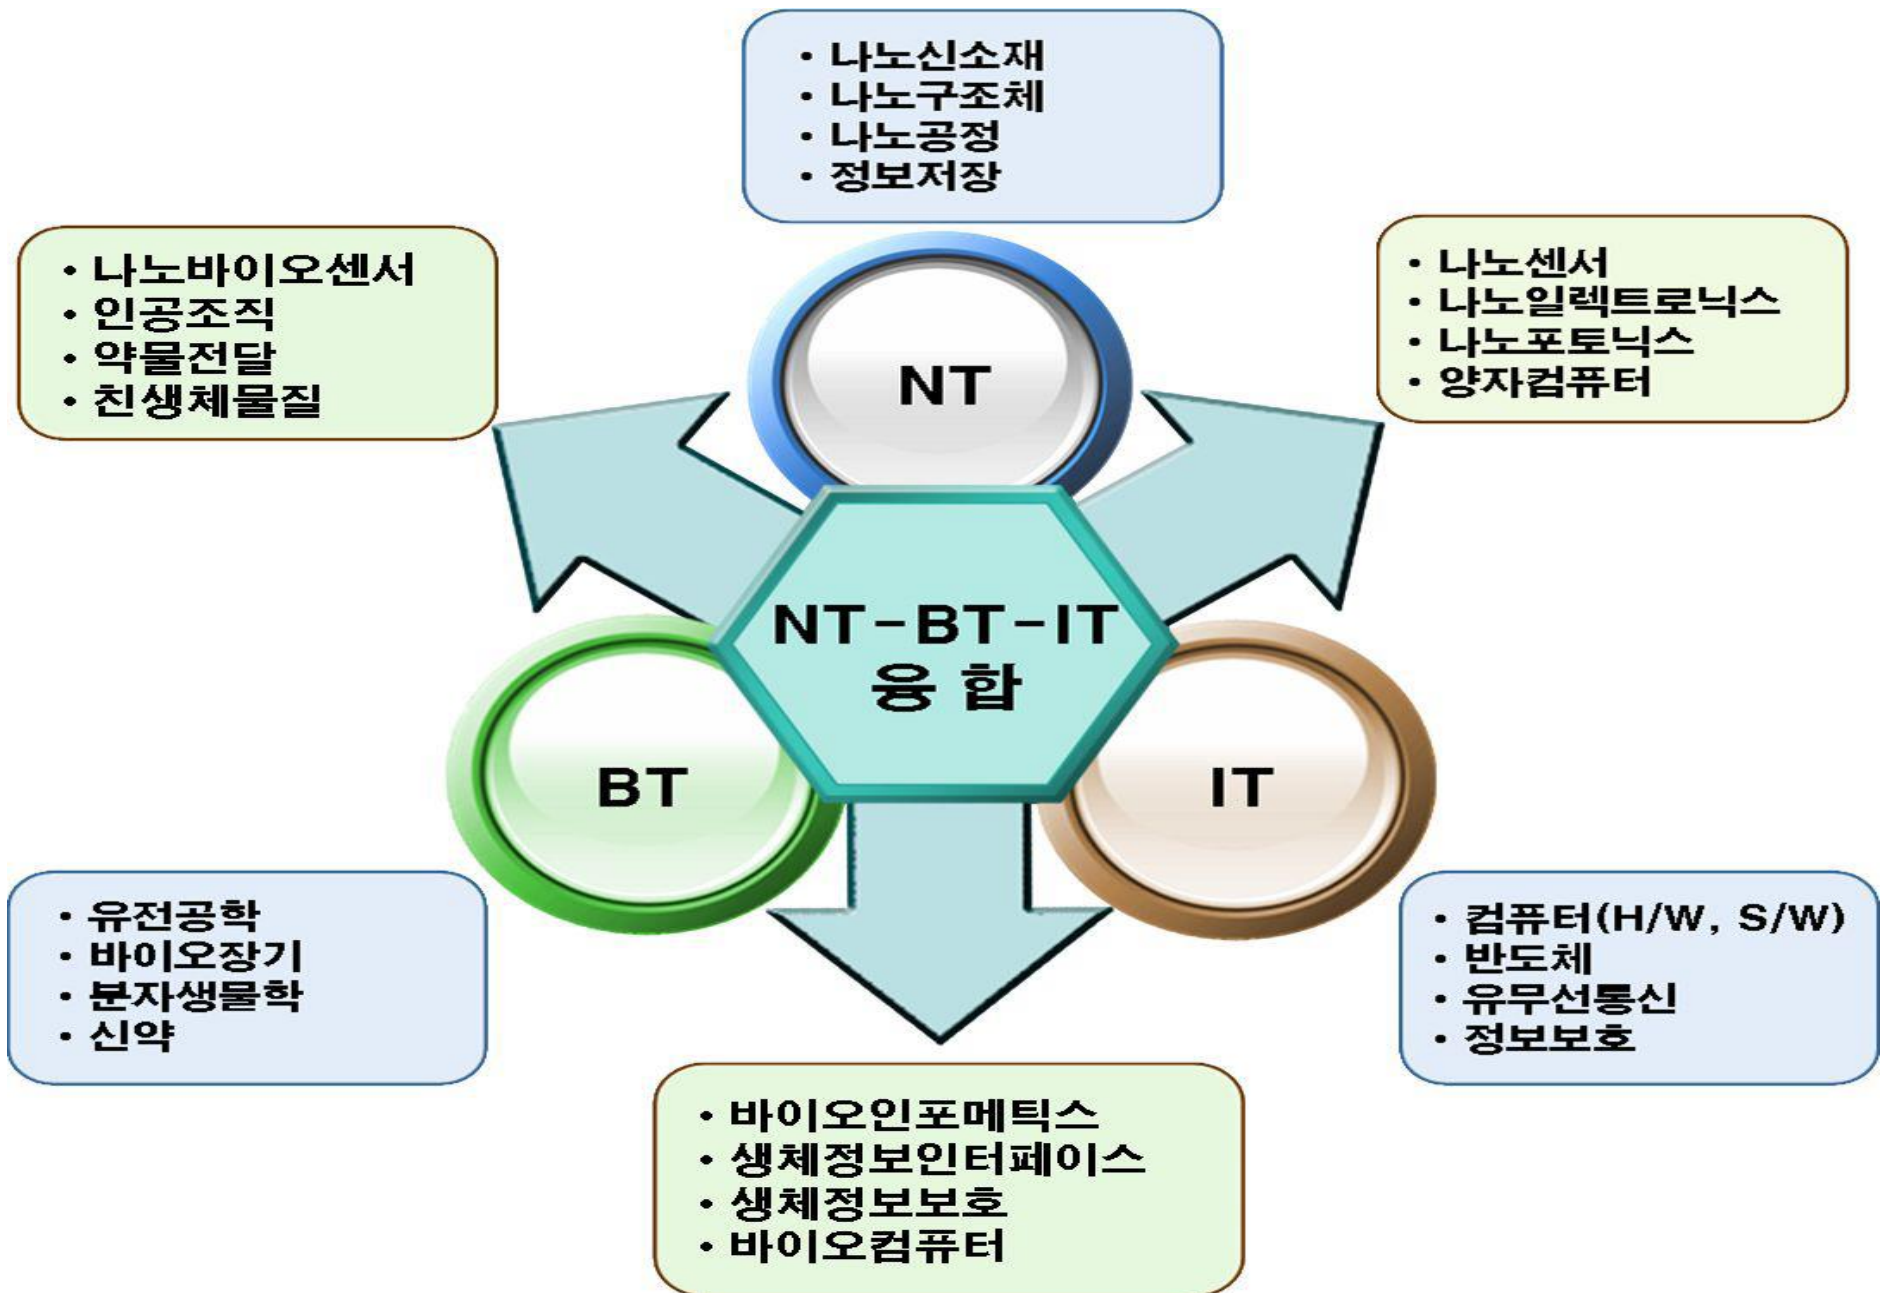 • 나노신소재
• 나노구조체
• 나노공정
• 정보저장
• 나노바이오센서
• 인공조직
• 약물전달
• 친생체물질
• 나노센서
• 나노일렉트로닉스
• 나노포토닉스
• 양자컴퓨터
NT
NT-BT-IT
융 합
BT
IT
• 유전공학
• 바이오장기
• 분자생물학
• 신약
• 컴퓨터(H/W, S/W)
• 반도체
• 유무선통신
• 정보보호
• 바이오인포메틱스
• 생체정보인터페이스
• 생체정보보호
• 바이오컴퓨터